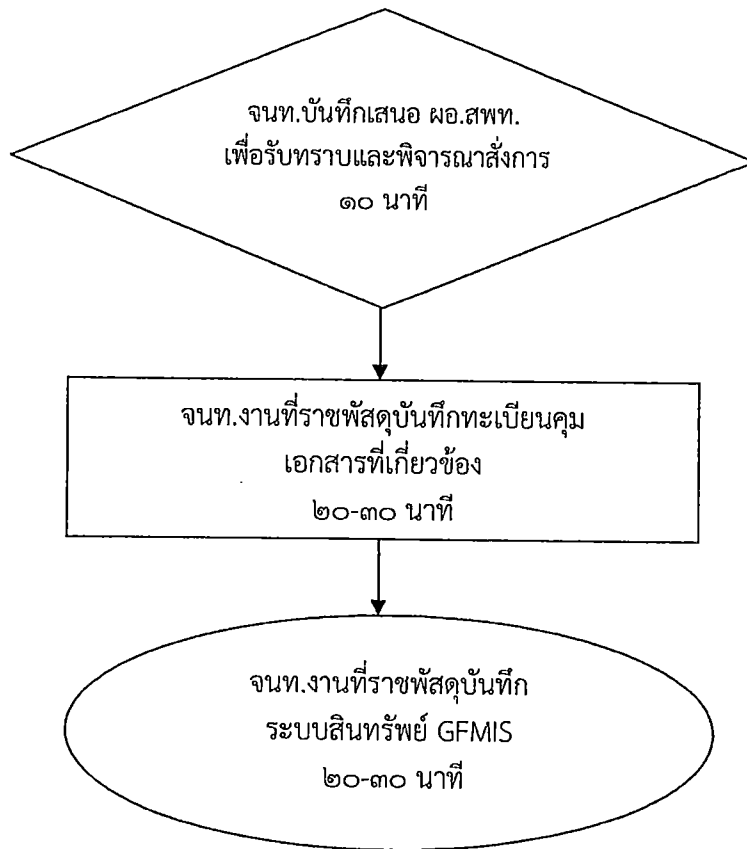 จนท.บันทึกเสนอ ผอ.สพท.
เพื่อรับทราบและพิจารณาสั่งการ
๑๐ นาที
จนท.งานที่ราชพัสดุบันทึกทะเบียนคุม
เอกสารที่เกี่ยวข้อง
๒๐-๓๐ นาที
จนท.งานที่ราชพัสดุบันทึก
ระบบสินทรัพย์ GFMIS
๒๐-๓๐ นาที